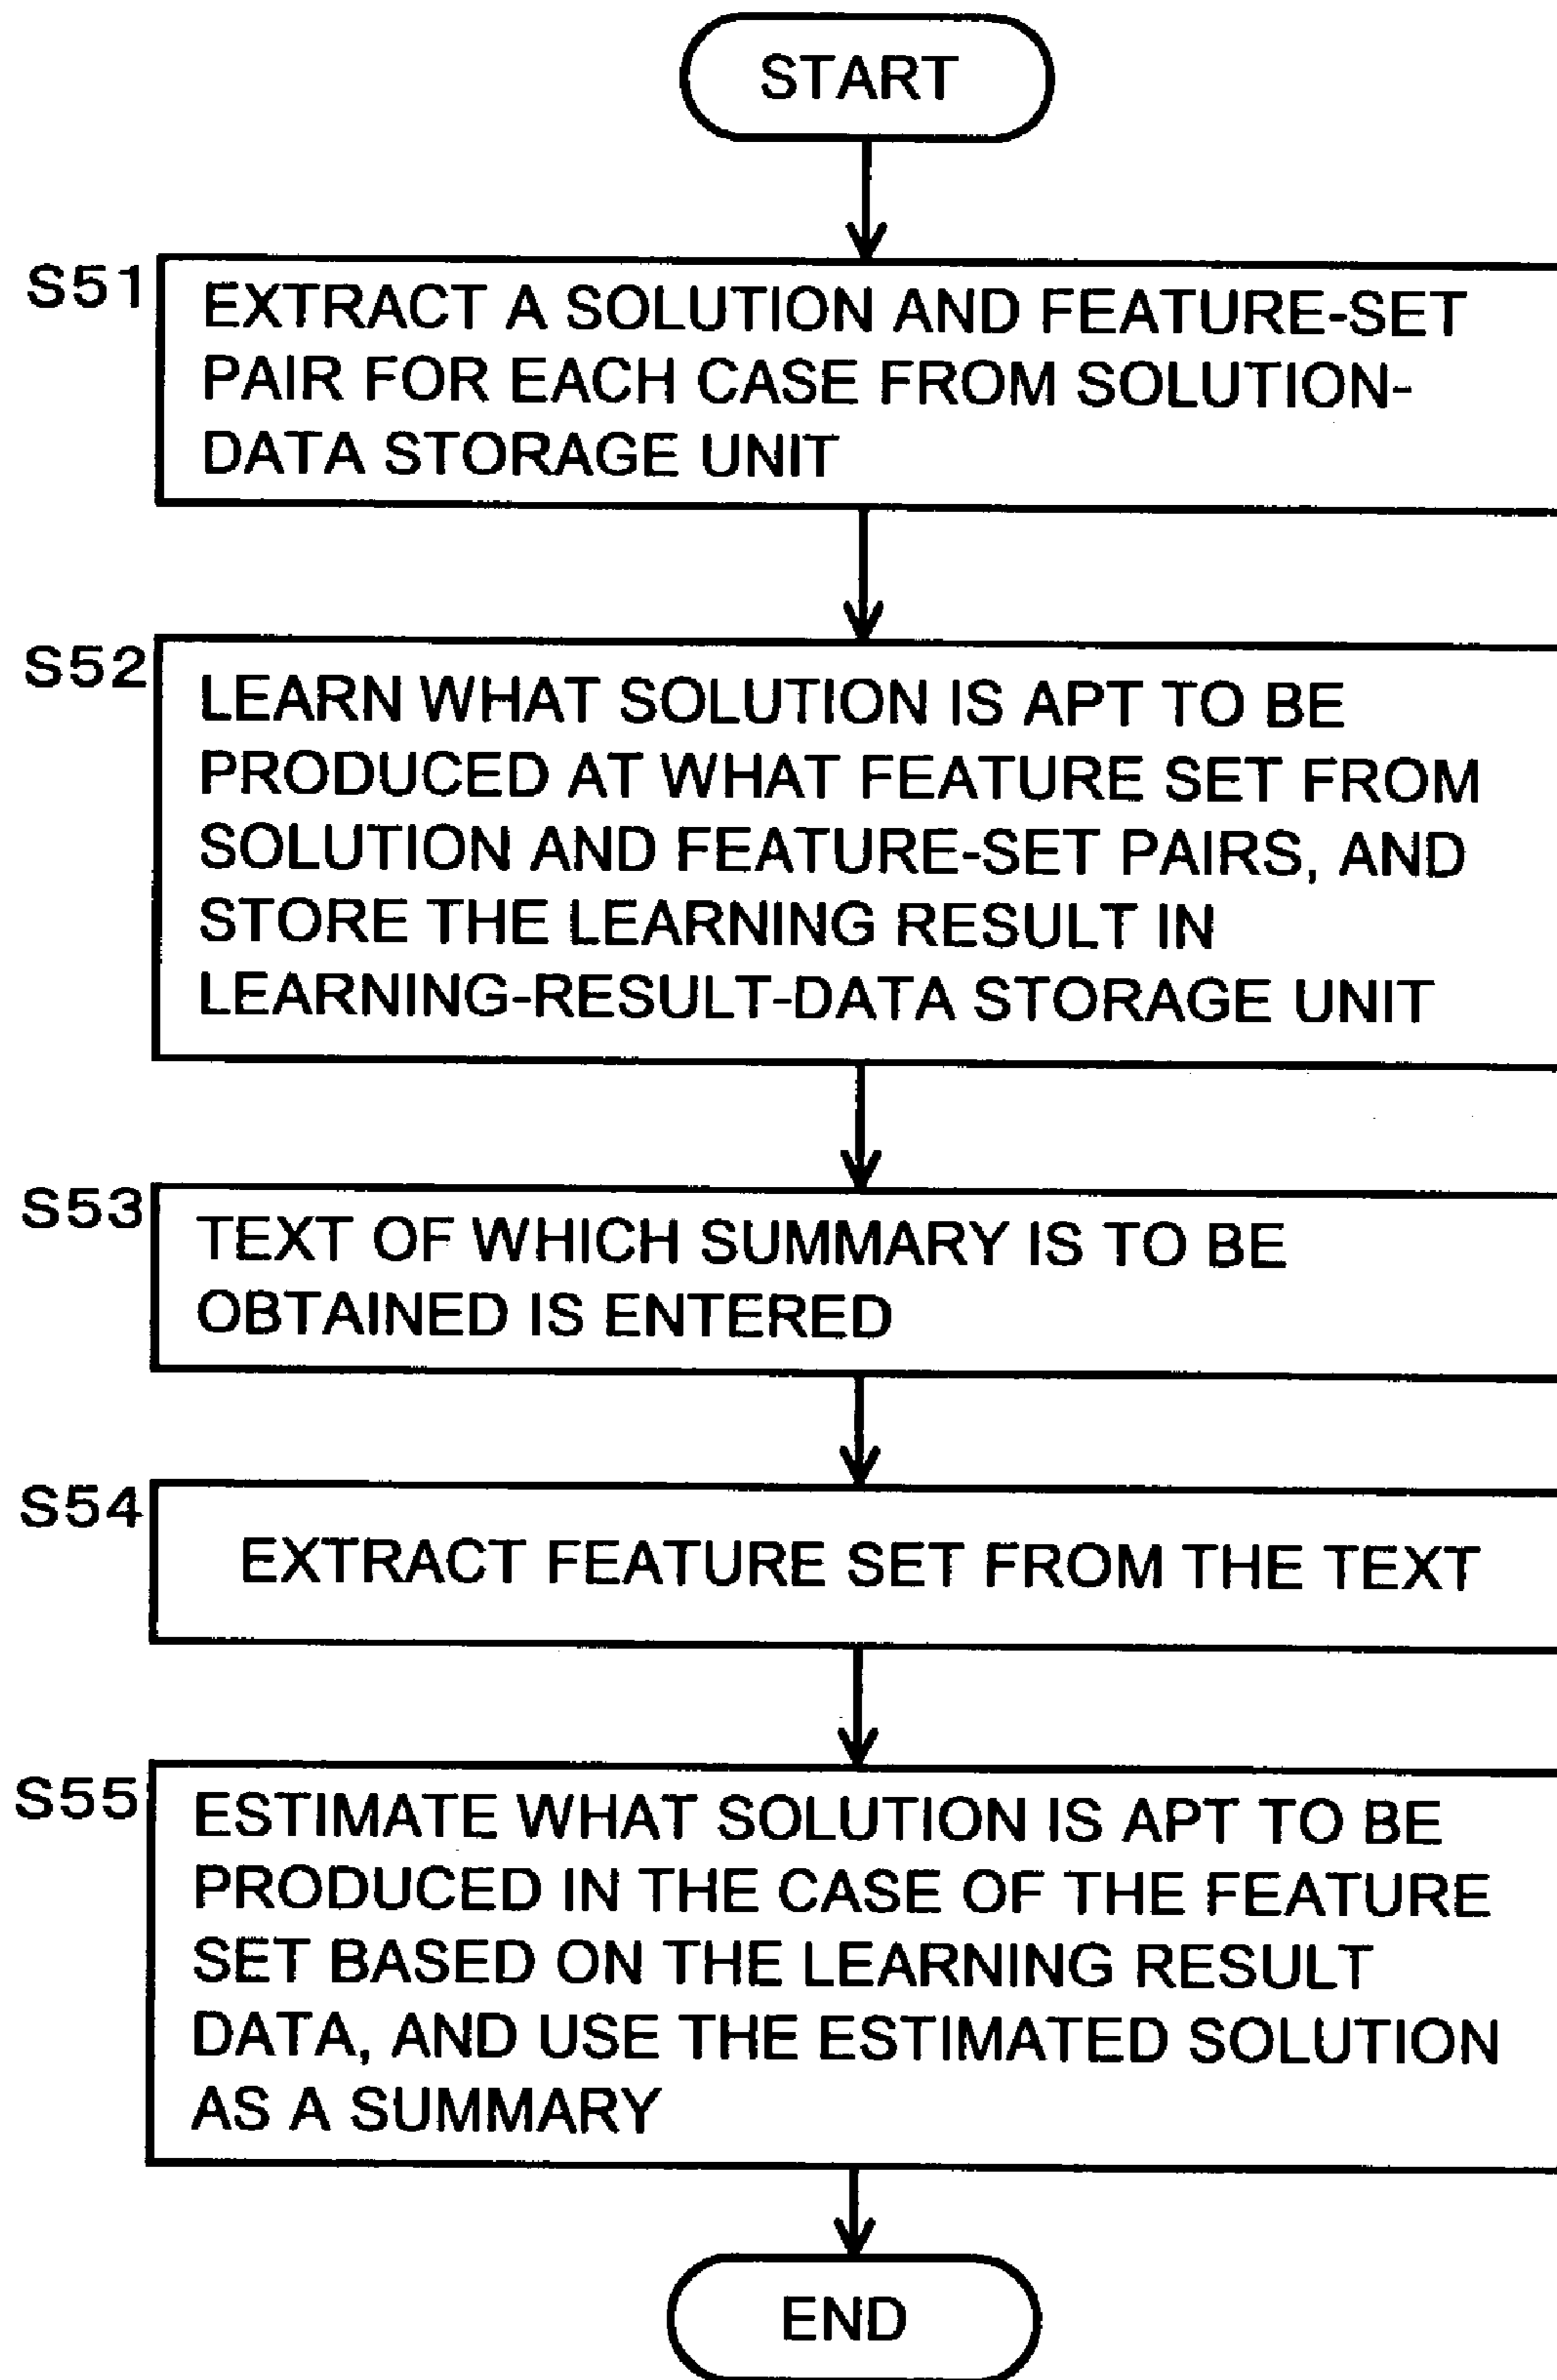 START
S51
EXTRACT A SOLUTION AND FEATURE-SET
PAIR FOR EACH CASE FROM SOLUTION-
DATA STORAGE UNIT
S52
LEARN WHAT SOLUTION IS APT TO BE
PRODUCED AT WHAT FEATURE SET FROM
SOLUTION AND FEATURE-SET PAIRS, AND
STORE THE LEARNING RESULT IN
LEARNING-RESULT-DATA STORAGE UNIT
S53
TEXT OF WHICH SUMMARY IS TO BE
OBTAINED IS ENTERED
S54
EXTRACT FEATURE SET FROM THE TEXT
S55
ESTIMATE WHAT SOLUTION IS APT TO BE
PRODUCED IN THE CASE OF THE FEATURE
SET BASED ON THE LEARNING RESULT
DATA, AND USE THE ESTIMATED SOLUTION
AS A SUMMARY
END